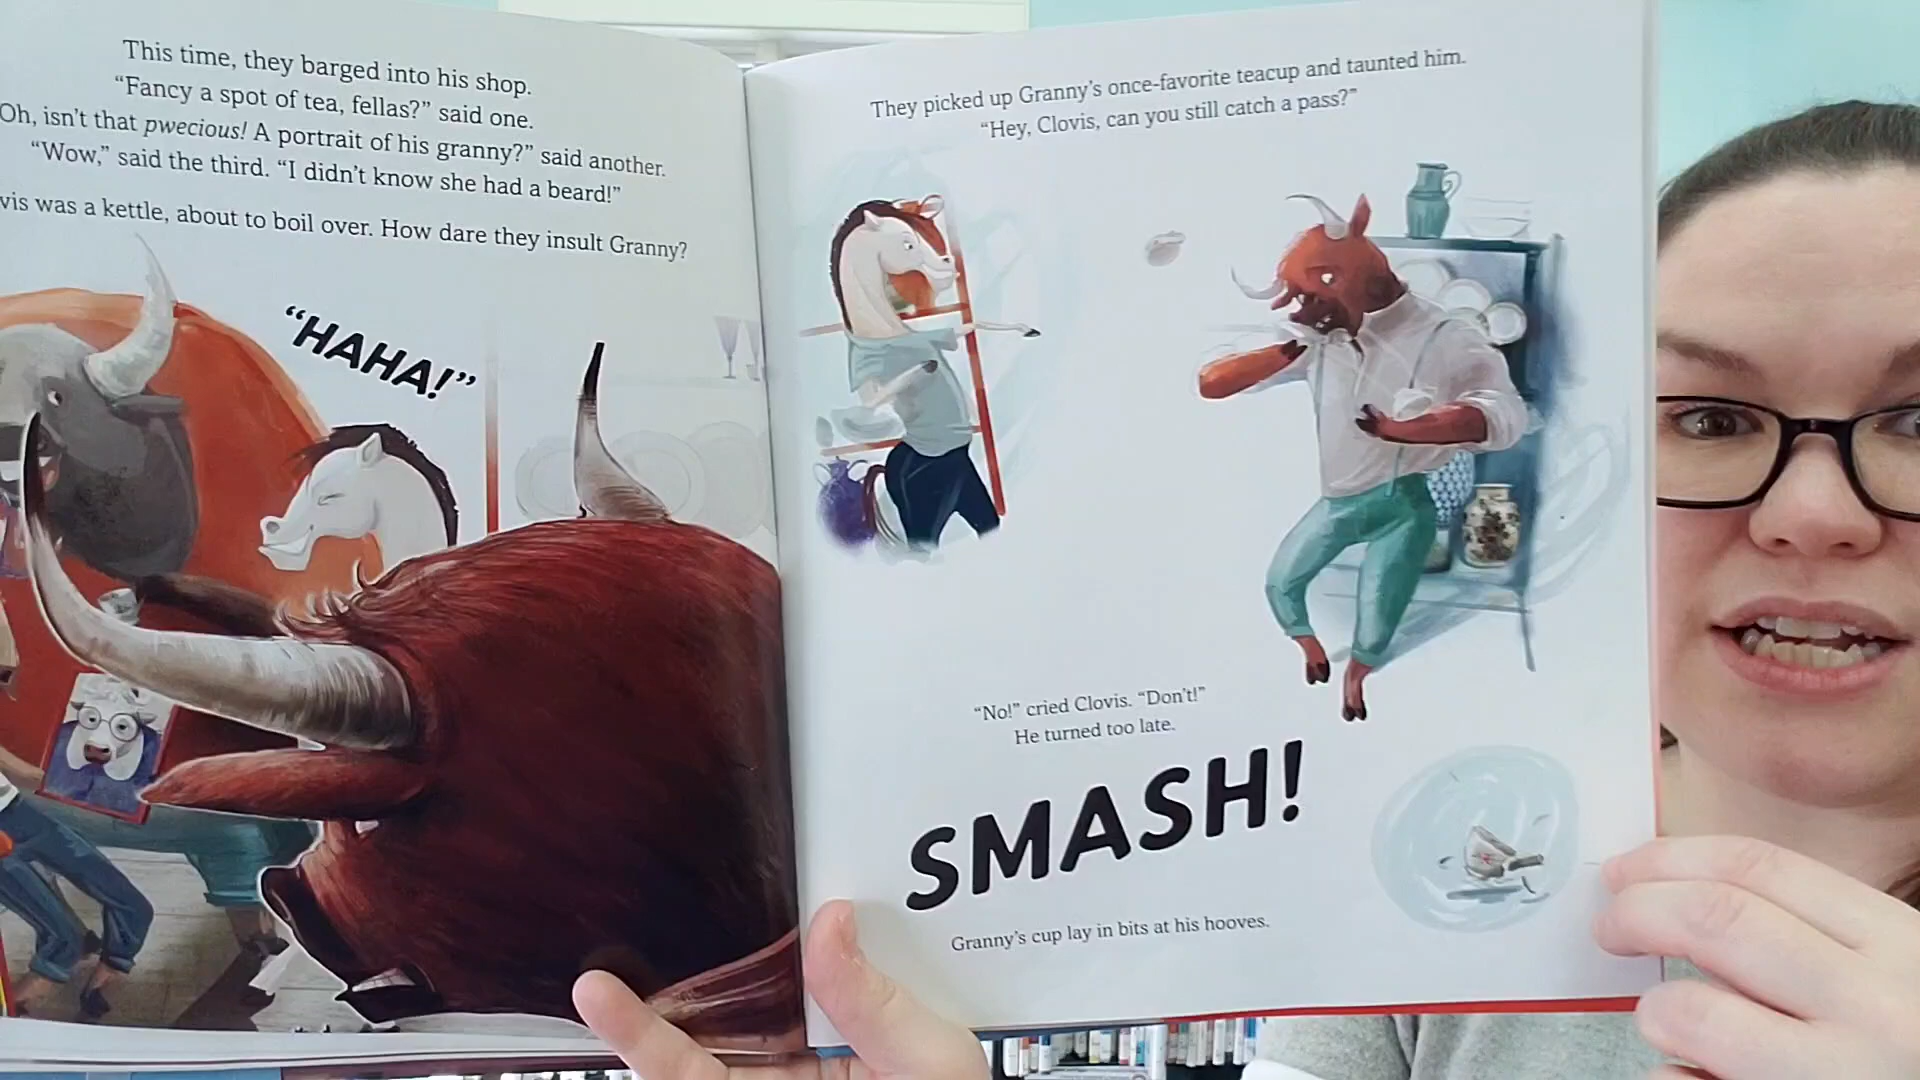 This time, they barged into his shop.
“Fancy a spot of tea, fellas?” said one.
Oh, isn't that pwecious! A portrait of his granny?” said another.
“Wow,” said the third. “I didn't know she had a beard!”
vis was a kettle, about to boil over. How dare they insult Granny?
“HAHA!”
They picked up Granny's once-favorite teacup and taunted him.
“Hey, Clovis, can you still catch a pass?”
“No!” cried Clovis. “Don't!”
He turned too late.
SMASH!
Granny's cup lay in bits at his hooves.